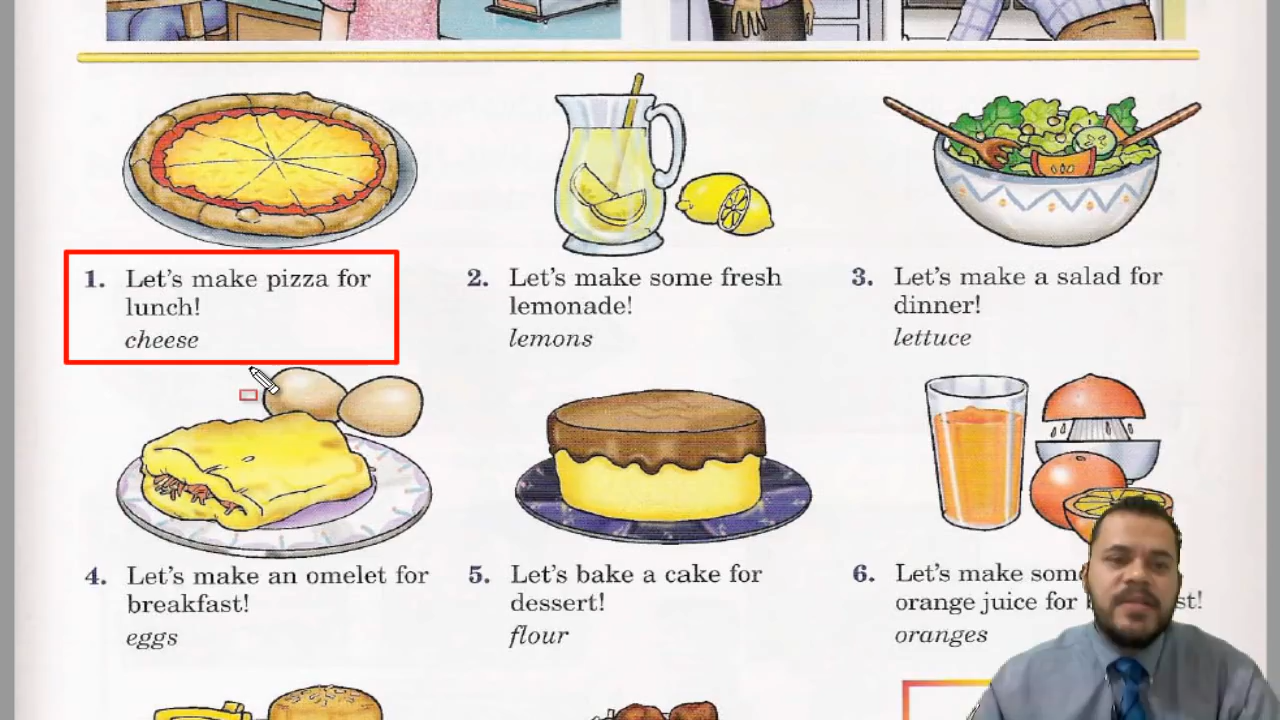 1. Let's make pizza for
lunch!
cheese
2. Let's make some fresh
lemonade!
lemons
3. Let's make a salad for
dinner!
lettuce
4. Let's make an omelet for
breakfast!
eggs
5. Let's bake a cake for
dessert!
flour
6. Let's make
orange juice for
oranges